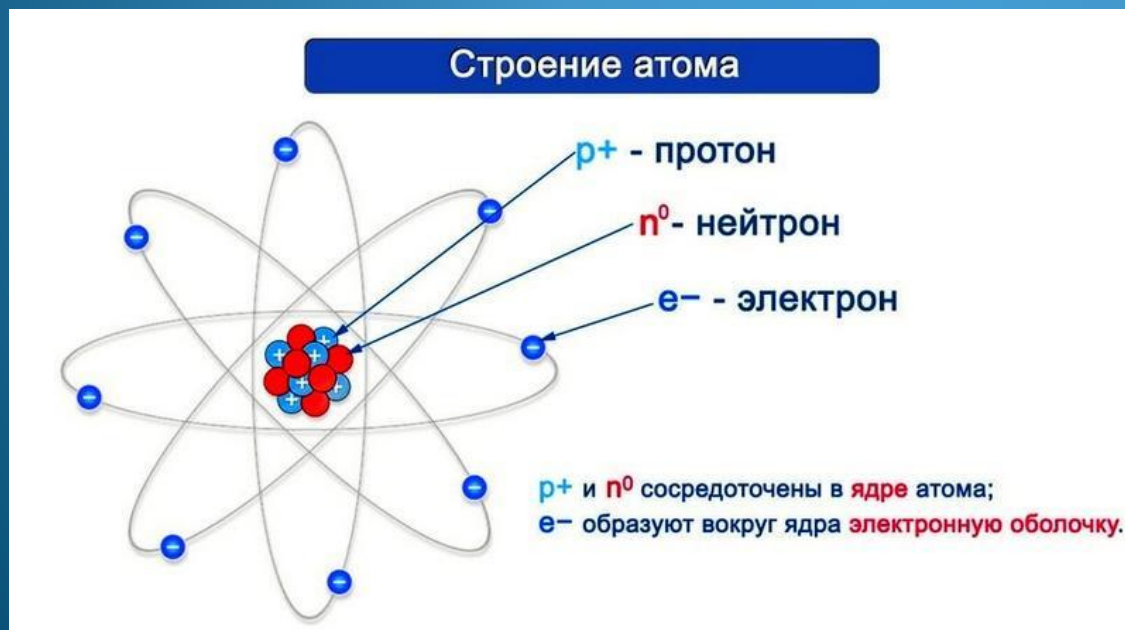 Строение атома
p+ - протон
n⁰- нейтрон
e− - электрон
p+ и n⁰ сосредоточены в ядре атома;
e− образуют вокруг ядра электронную оболочку.